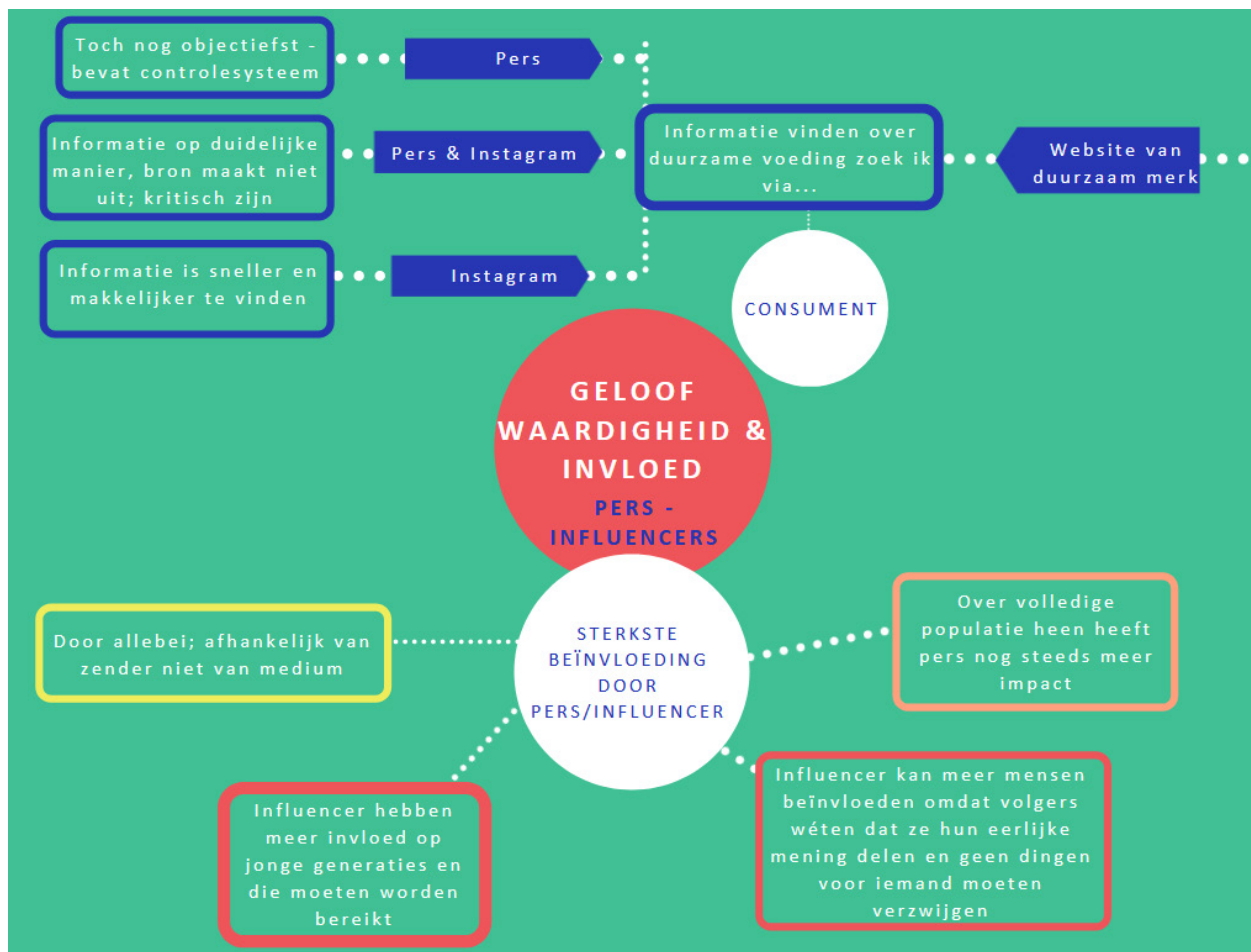 Toch nog objectiefst -
bevat controlesysteem
Pers
Informatie op duidelijke
manier, bron maakt niet
uit; kritisch zijn
Pers & Instagram
Informatie vinden over
duurzame voeding zoek ik
via...
Website van
duurzaam merk
Informatie is sneller en
makkelijker te vinden
Instagram
CONSUMENT
GELOOF
WAARDIGHEID &
INVLOED
PERS -
INFLUENCERS
STERKSTE
BEÏNVLOEDING
DOOR
PERS/INFLUENCER
Door allebei; afhankelijk van
zender niet van medium
Over volledige
populatie heen heeft
pers nog steeds meer
impact
Influencer hebben
meer invloed op
jonge generaties en
die moeten worden
bereikt
Influencer kan meer mensen
beïnvloeden omdat volgers
wéten dat ze hun eerlijke
mening delen en geen dingen
voor iemand moeten
verzwijgen